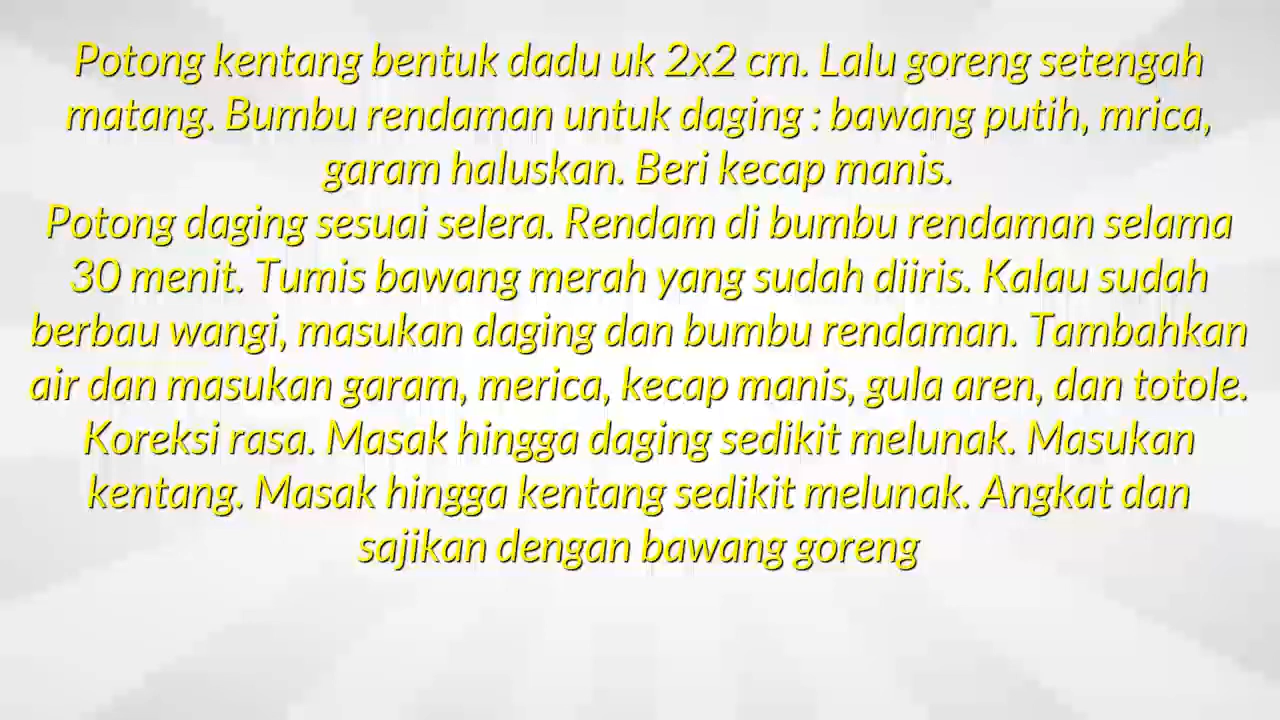 Potong kentang bentuk dadu uk 2x2 cm. Lalu goreng setengah
matang. Bumbu rendaman untuk daging : bawang putih, mrica,
garam haluskan. Beri kecap manis.
Potong daging sesuai selera. Rendam di bumbu rendaman selama
30 menit. Tumis bawang merah yang sudah diiris. Kalau sudah
berbau wangi, masukan daging dan bumbu rendaman. Tambahkan
air dan masukan garam, merica, kecap manis, gula aren, dan totole.
Koreksi rasa. Masak hingga daging sedikit melunak. Masukan
kentang. Masak hingga kentang sedikit melunak. Angkat dan
sajikan dengan bawang goreng